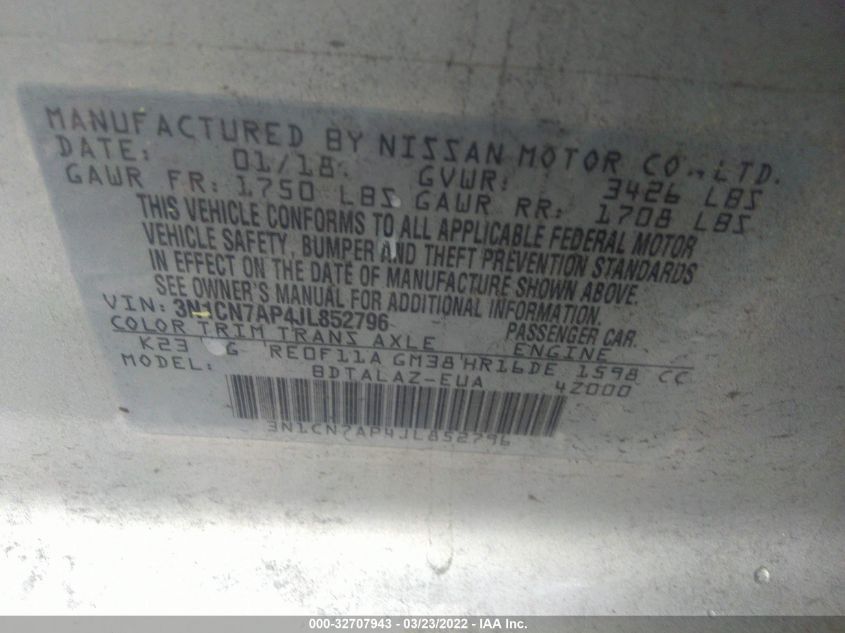 MANUFACTURED BY NISSAN MOTOR CO., LTD.
DATE: 01/18 GVWR: 3426 LBS
GAWR FR: 1750 LBS GAWR RR: 1708 LBS
THIS VEHICLE CONFORMS TO ALL APPLICABLE FEDERAL MOTOR
VEHICLE SAFETY, BUMPER AND THEFT PREVENTION STANDARDS
IN EFFECT ON THE DATE OF MANUFACTURE SHOWN ABOVE.
SEE OWNER'S MANUAL FOR ADDITIONAL INFORMATION.
VIN: 3N1CN7AP4JL852796 PASSENGER CAR
COLOR TRIM TRANS AXLE ENGINE
K23 G RE0F11A GM38 HR16DE 1598 CC
MODEL: BDTALAZ-EUA 4Z000
3N1CN7AP4JL852796
000-32707943 - 03/23/2022 - IAA Inc.